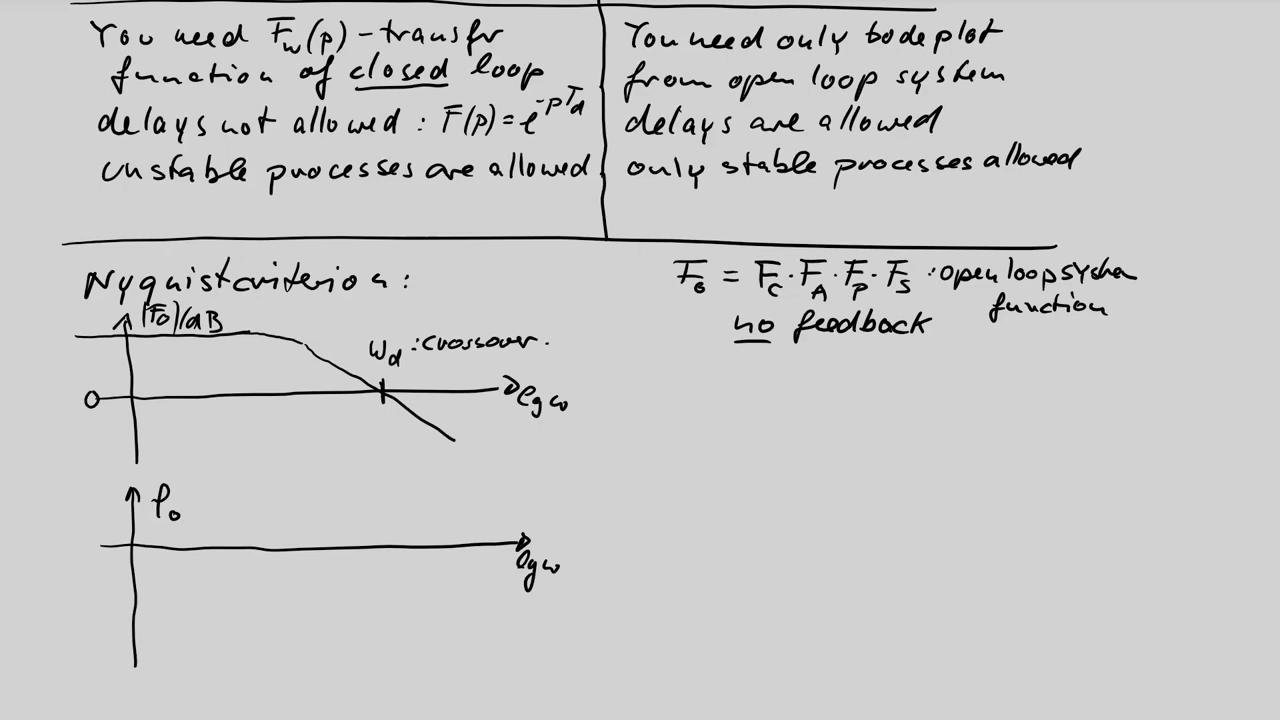 You need F_w(p) - transfr
function of closed loop
delays not allowed : F(p) = e^-pT_d
unstable processes are allowed
You need only bodeplot
from open loop system
delays are allowed
only stable processes allowed
Nyquistcriterion :
F_o = F_C · F_A · F_P · F_S : open loop system
function
no feedback
|F_o|/dB
ω_d : crossover.
0
lg ω
φ_o
lg ω